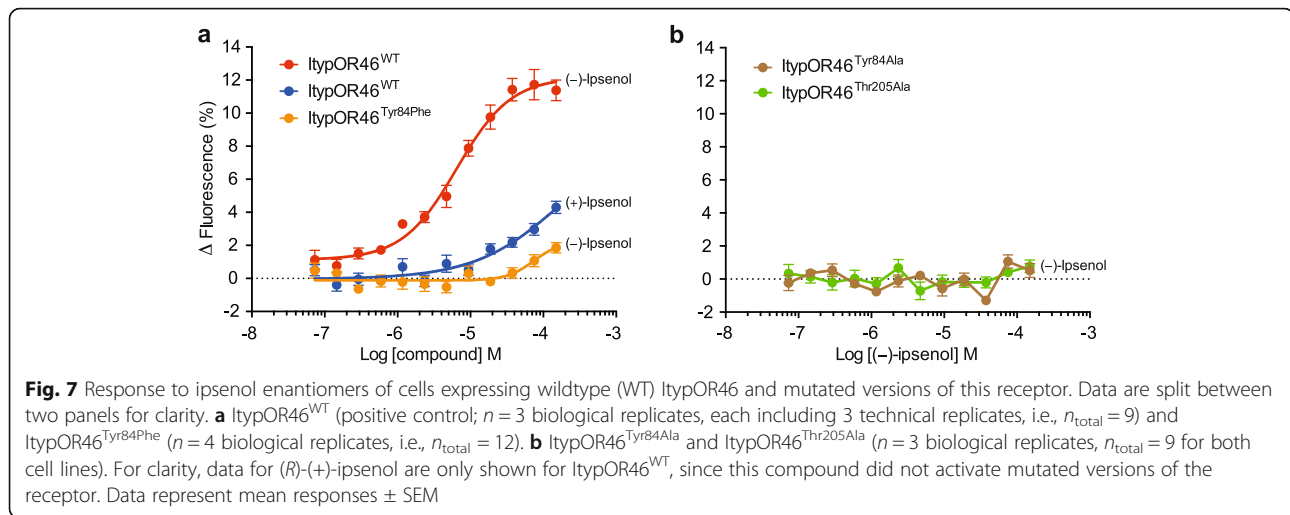 a
14
12
10
8
6
4
2
0
-2
Δ Fluorescence (%)
ItypOR46WT
ItypOR46WT
ItypOR46Tyr84Phe
(−)-Ipsenol
(+)-Ipsenol
(−)-Ipsenol
-8 -7 -6 -5 -4 -3
Log [compound] M
b
14
12
10
8
6
4
2
0
-2
ItypOR46Tyr84Ala
ItypOR46Thr205Ala
(−)-Ipsenol
-8 -7 -6 -5 -4 -3
Log [(−)-ipsenol] M
Fig. 7 Response to ipsenol enantiomers of cells expressing wildtype (WT) ItypOR46 and mutated versions of this receptor. Data are split between
two panels for clarity. a ItypOR46WT (positive control; n = 3 biological replicates, each including 3 technical replicates, i.e., ntotal = 9) and
ItypOR46Tyr84Phe (n = 4 biological replicates, i.e., ntotal = 12). b ItypOR46Tyr84Ala and ItypOR46Thr205Ala (n = 3 biological replicates, ntotal = 9 for both
cell lines). For clarity, data for (R)-(+)-ipsenol are only shown for ItypOR46WT, since this compound did not activate mutated versions of the
receptor. Data represent mean responses ± SEM